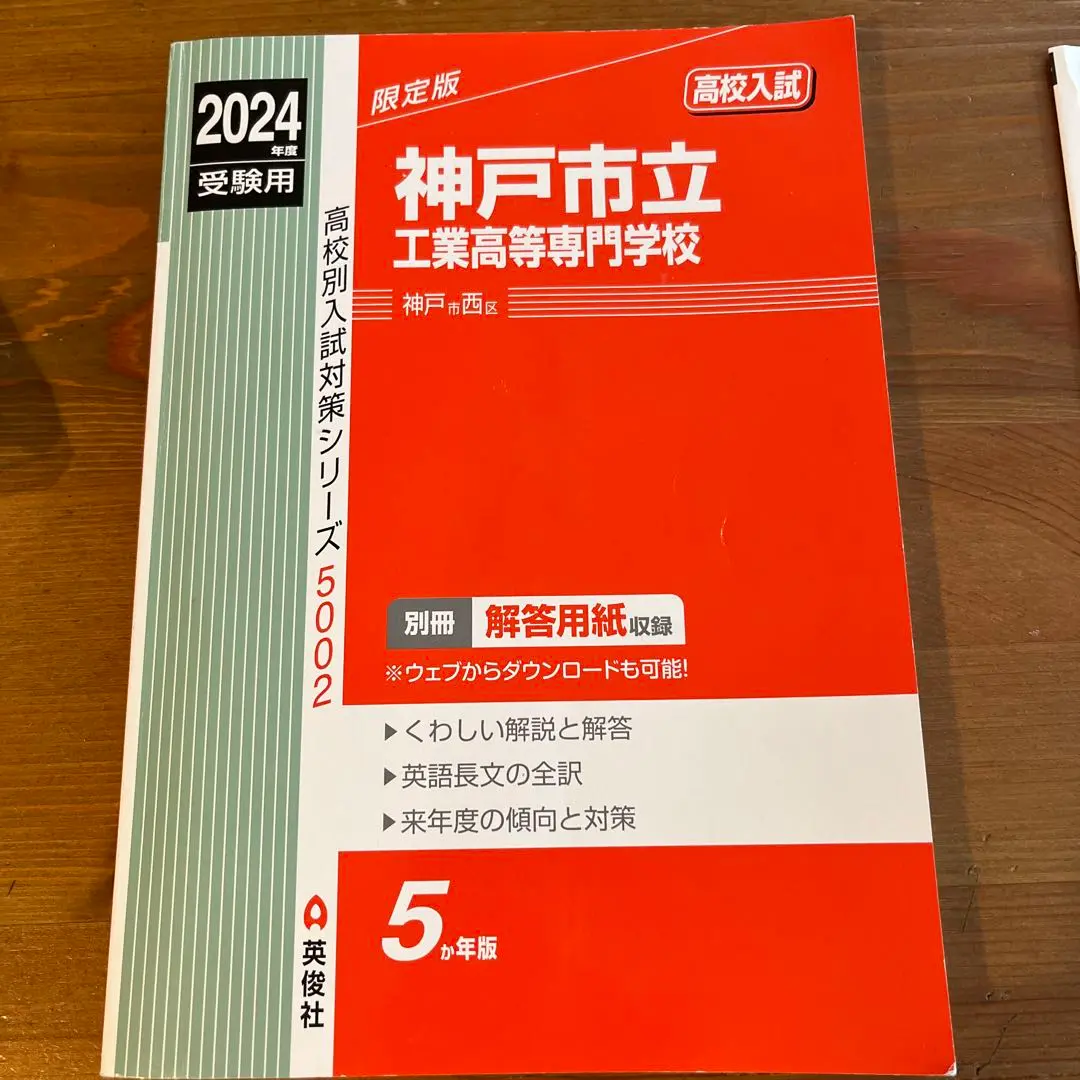 2024
年度
受験用
高校別入試対策シリーズ5002
英俊社
限定版
高校入試
神戸市立
工業高等専門学校
神戸市西区
別冊 解答用紙収録
※ウェブからダウンロードも可能!
▶くわしい解説と解答
▶英語長文の全訳
▶来年度の傾向と対策
5か年版